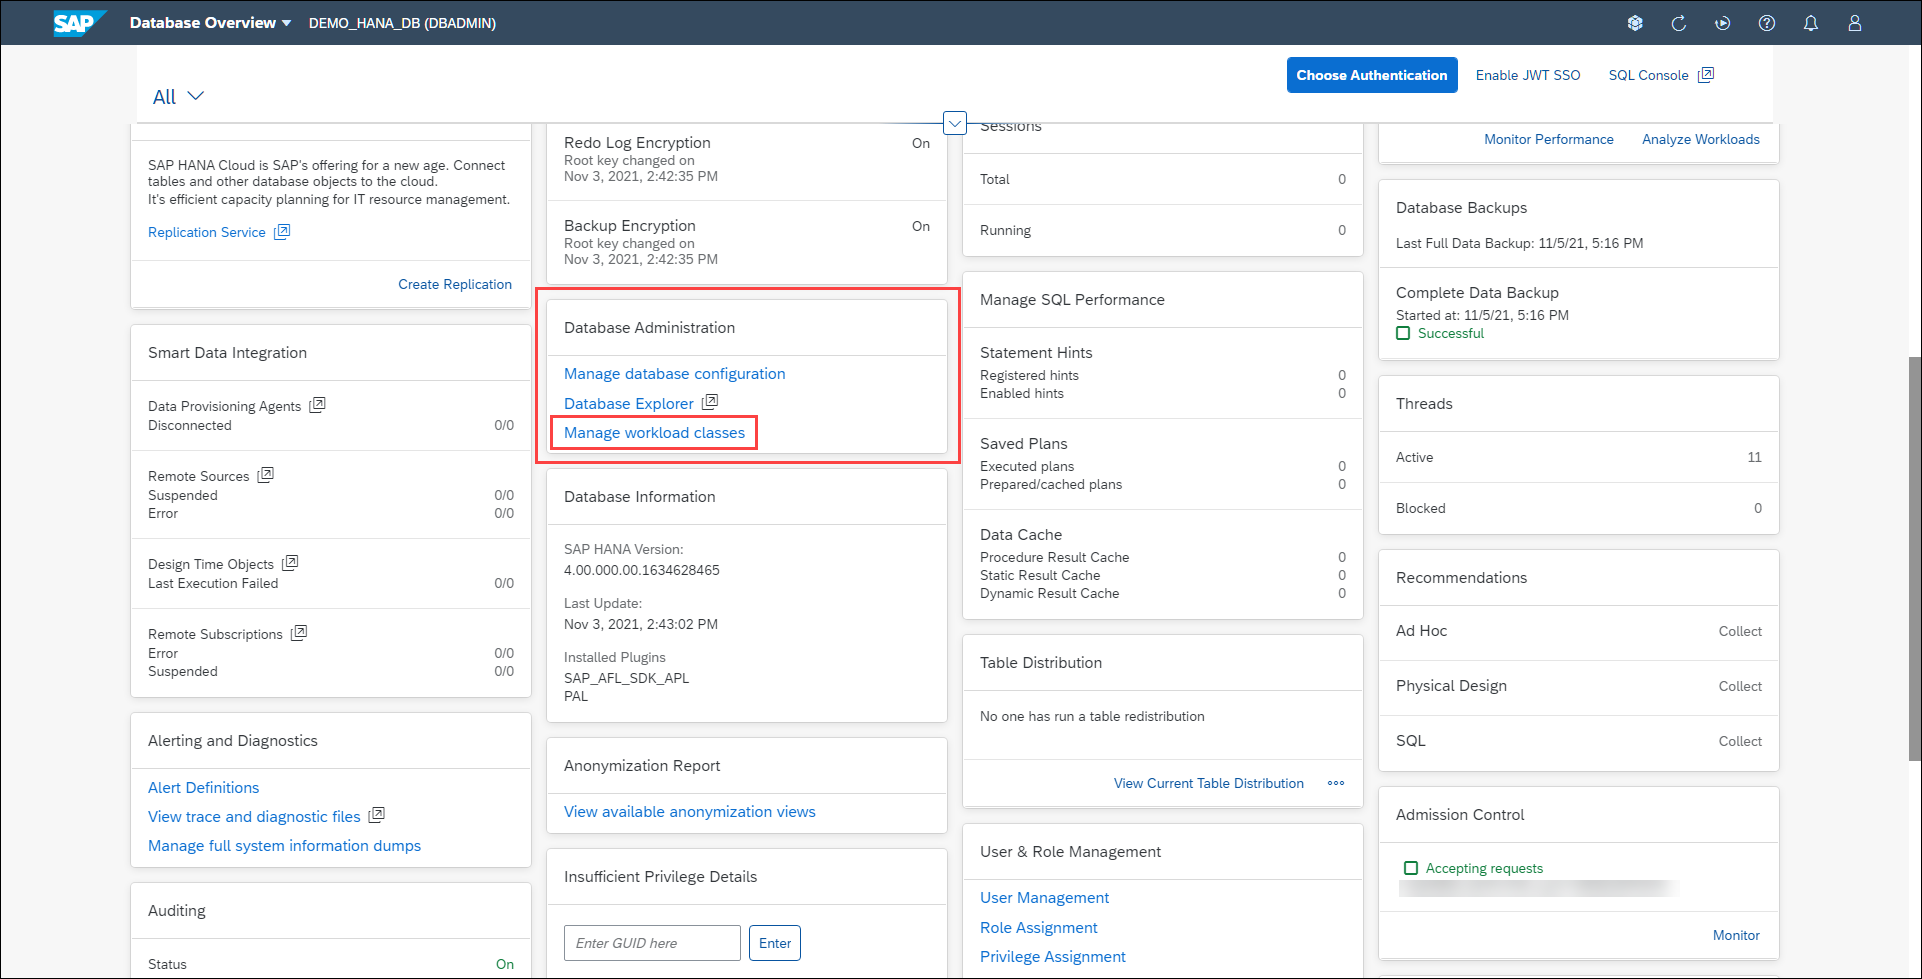 SAP
Database Overview
DEMO_HANA_DB (DBADMIN)
All
Choose Authentication
Enable JWT SSO
SQL Console
SAP HANA Cloud is SAP's offering for a new age. Connect
tables and other database objects to the cloud.
It's efficient capacity planning for IT resource management.
Replication Service
Create Replication
Smart Data Integration
Data Provisioning Agents
Disconnected 0/0
Remote Sources
Suspended 0/0
Error 0/0
Design Time Objects
Last Execution Failed 0/0
Remote Subscriptions
Error 0/0
Suspended 0/0
Alerting and Diagnostics
Alert Definitions
View trace and diagnostic files
Manage full system information dumps
Auditing
Status On
Redo Log Encryption On
Root key changed on
Nov 3, 2021, 2:42:35 PM
Backup Encryption On
Root key changed on
Nov 3, 2021, 2:42:35 PM
Database Administration
Manage database configuration
Database Explorer
Manage workload classes
Database Information
SAP HANA Version:
4.00.000.00.1634628465
Last Update:
Nov 3, 2021, 2:43:02 PM
Installed Plugins
SAP_AFL_SDK_APL
PAL
Anonymization Report
View available anonymization views
Insufficient Privilege Details
Enter GUID here
Enter
Sessions
Total 0
Running 0
Manage SQL Performance
Statement Hints
Registered hints 0
Enabled hints 0
Saved Plans
Executed plans 0
Prepared/cached plans 0
Data Cache
Procedure Result Cache 0
Static Result Cache 0
Dynamic Result Cache 0
Table Distribution
No one has run a table redistribution
View Current Table Distribution
User & Role Management
User Management
Role Assignment
Privilege Assignment
Monitor Performance
Analyze Workloads
Database Backups
Last Full Data Backup: 11/5/21, 5:16 PM
Complete Data Backup
Started at: 11/5/21, 5:16 PM
Successful
Threads
Active 11
Blocked 0
Recommendations
Ad Hoc Collect
Physical Design Collect
SQL Collect
Admission Control
Accepting requests
Monitor